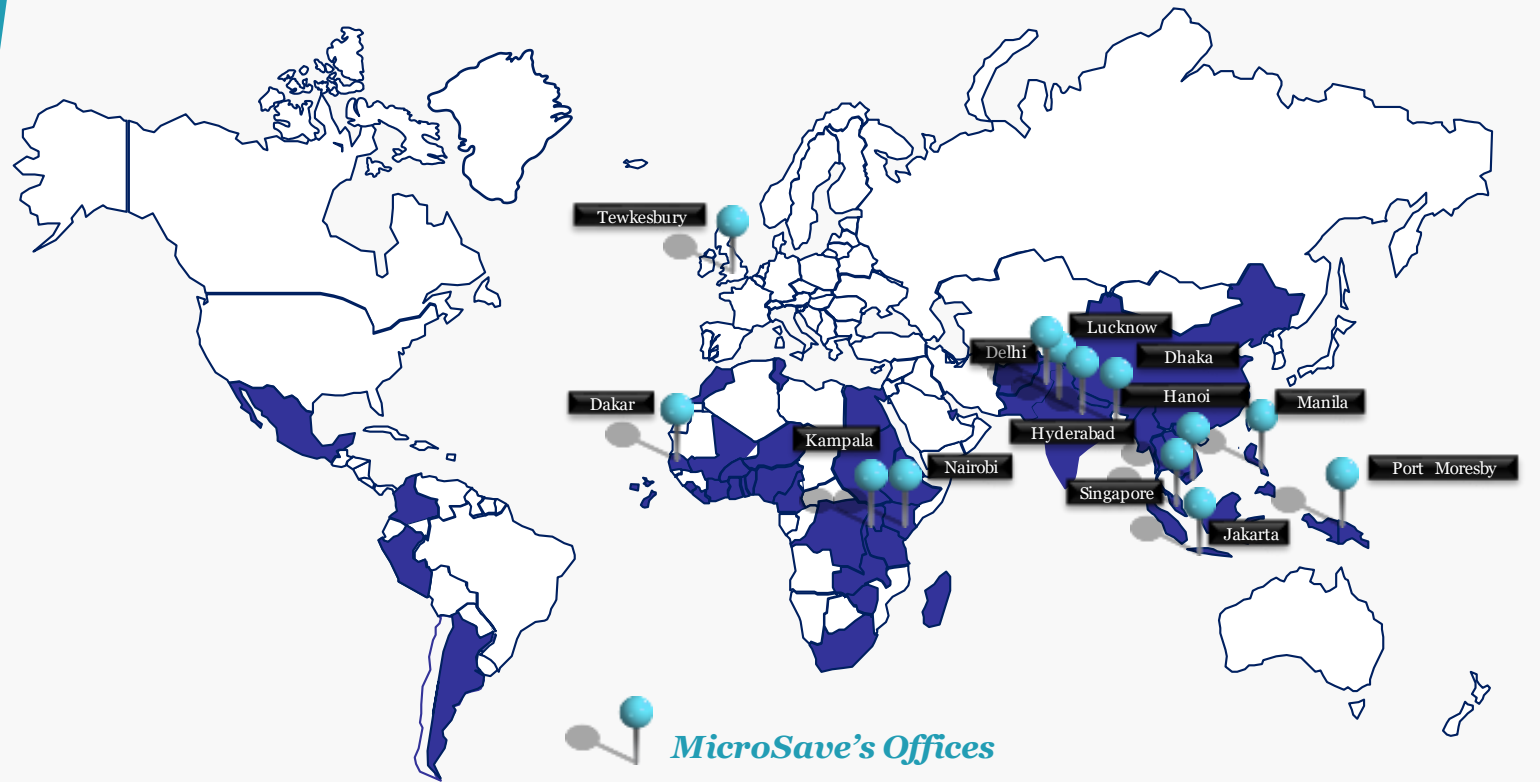 Tewkesbury
Lucknow
Delhi
Dhaka
Hanoi
Manila
Dakar
Hyderabad
Kampala
Nairobi
Port Moresby
Singapore
Jakarta
MicroSave's Offices